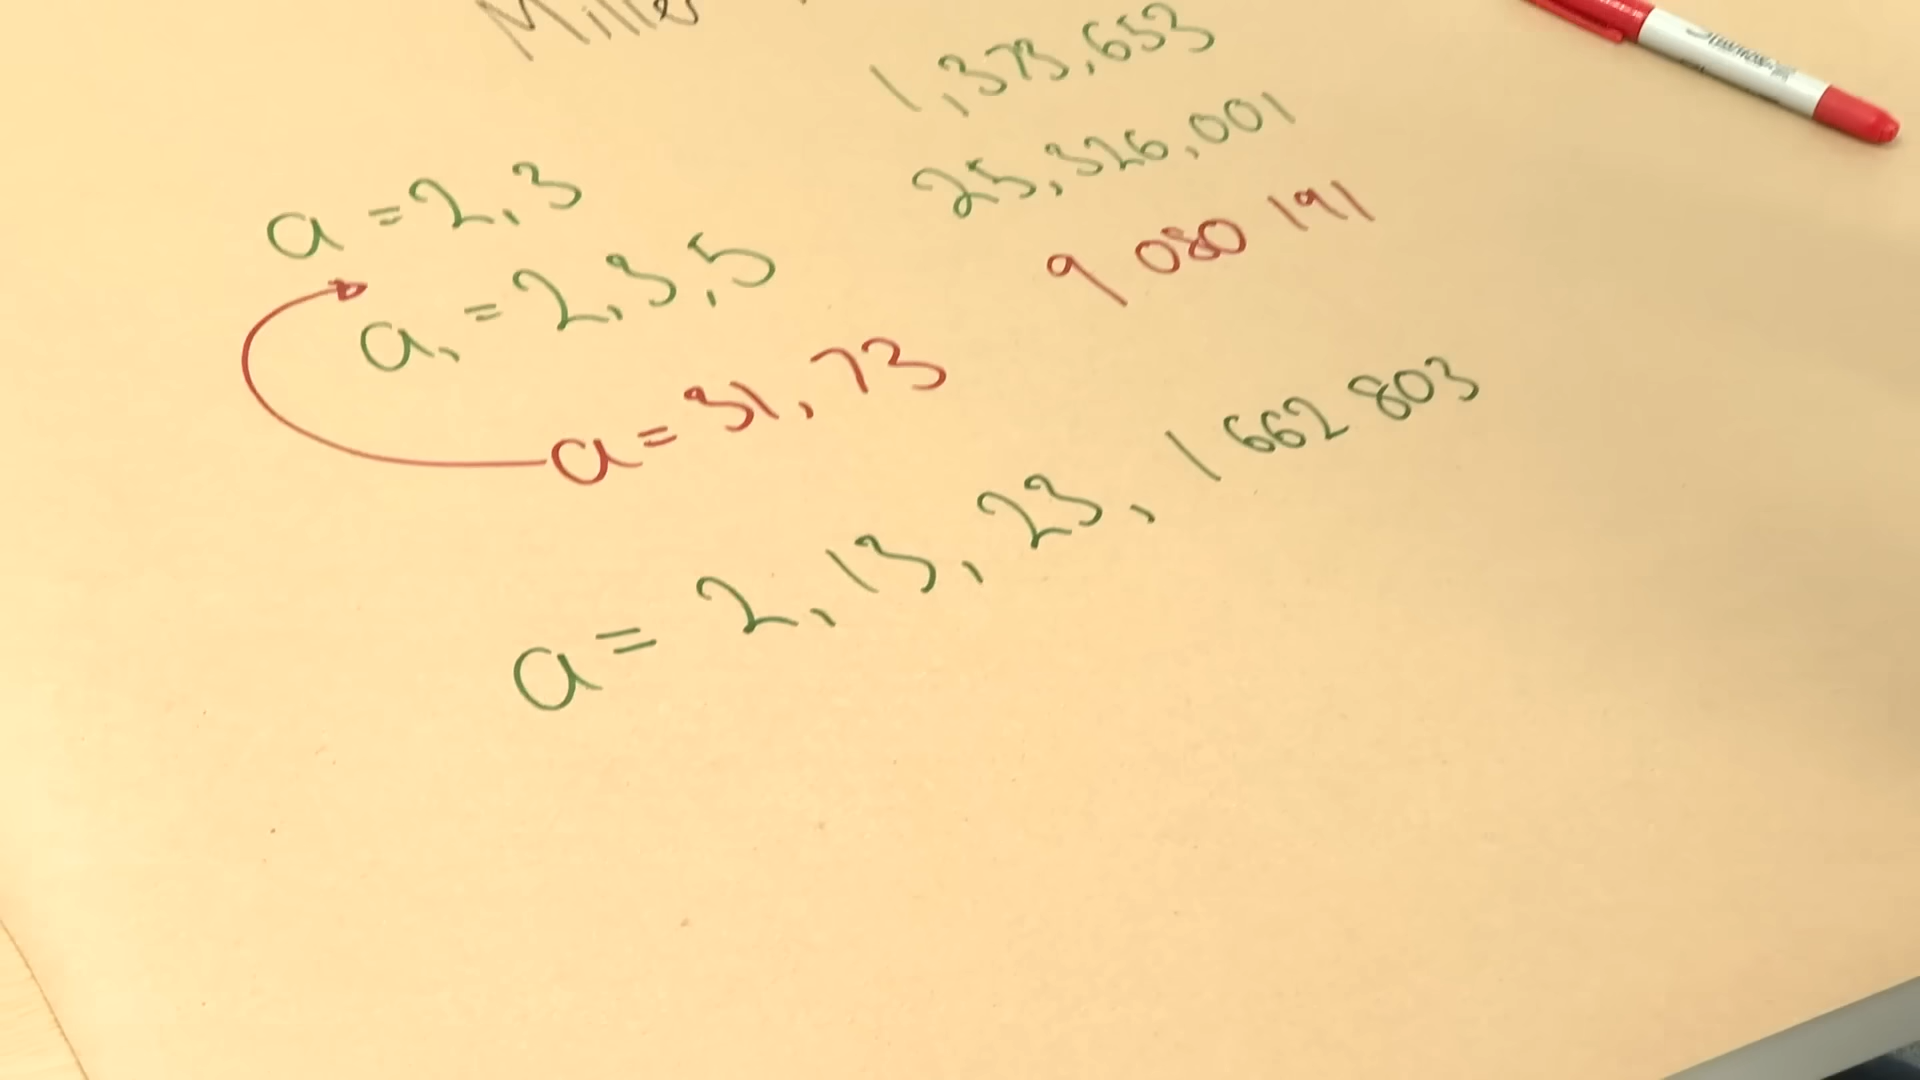 Miller
a = 2, 3 1,373,653
a, = 2, 3, 5 25,326,001
a = 31, 73 9 080 191
a = 2, 13, 23, 1 662 803